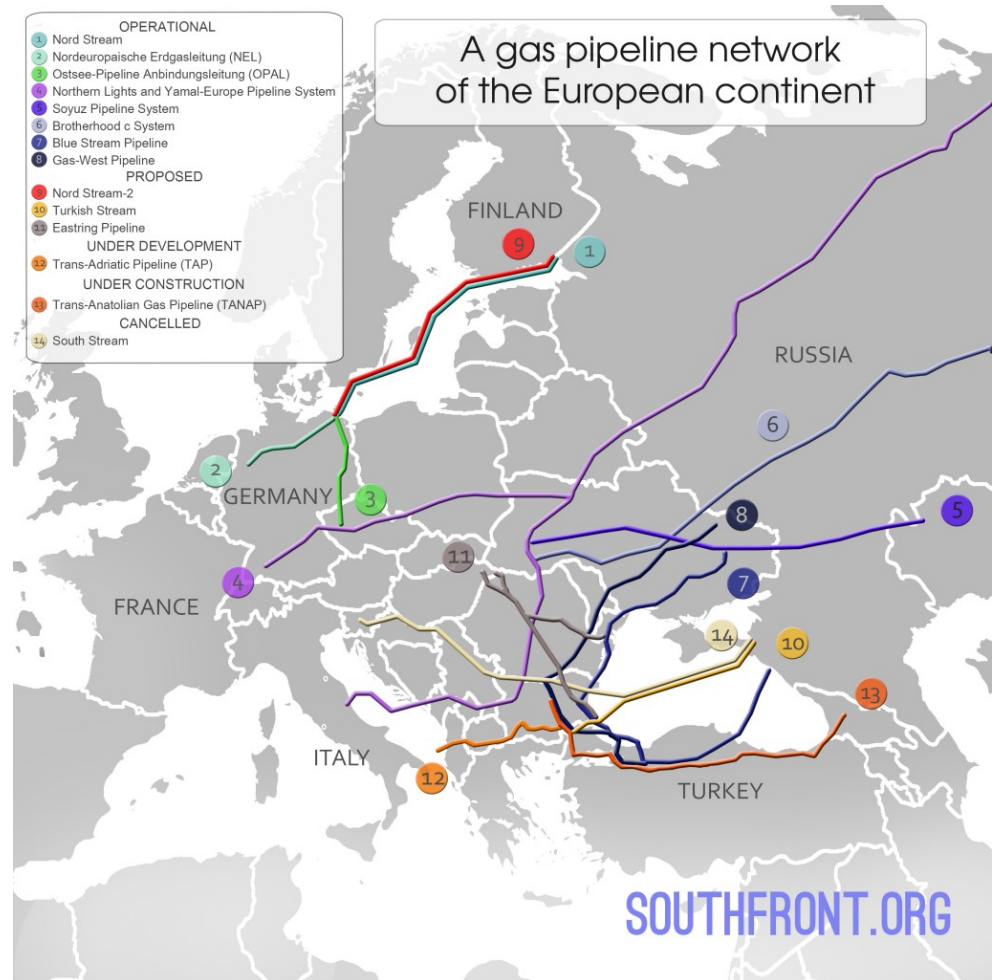 A gas pipeline network
of the European continent
OPERATIONAL
1 Nord Stream
2 Nordeuropaische Erdgasleitung (NEL)
3 Ostsee-Pipeline Anbindungsleitung (OPAL)
4 Northern Lights and Yamal-Europe Pipeline System
5 Soyuz Pipeline System
6 Brotherhood c System
7 Blue Stream Pipeline
8 Gas-West Pipeline
PROPOSED
9 Nord Stream-2
10 Turkish Stream
11 Eastring Pipeline
UNDER DEVELOPMENT
12 Trans-Adriatic Pipeline (TAP)
UNDER CONSTRUCTION
13 Trans-Anatolian Gas Pipeline (TANAP)
CANCELLED
14 South Stream
FINLAND
9
1
RUSSIA
6
2
GERMANY
3
8
5
11
4
7
FRANCE
14
10
13
ITALY
12
TURKEY
SOUTHFRONT.ORG